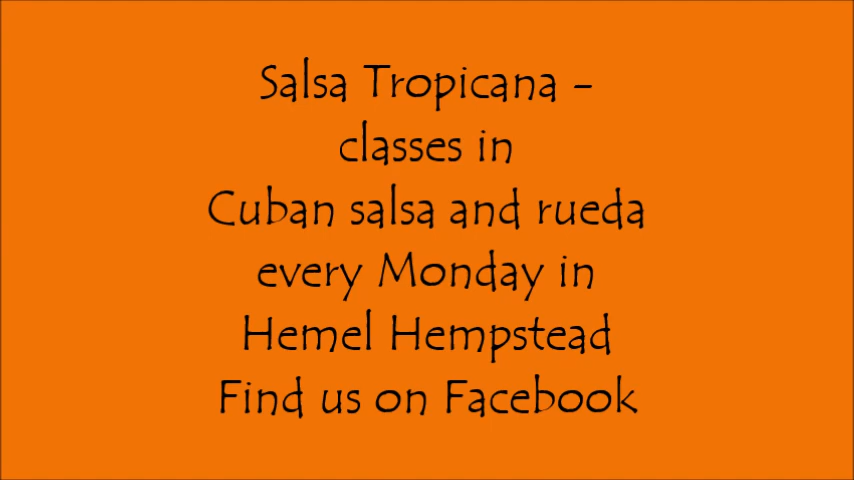 Salsa Tropicana -
classes in
Cuban salsa and rueda
every Monday in
Hemel Hempstead
Find us on Facebook